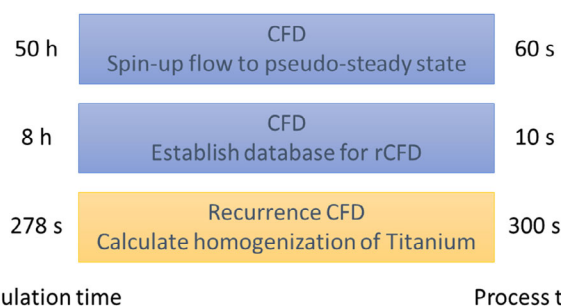 50 h
CFD
Spin-up flow to pseudo-steady state
60 s
8 h
CFD
Establish database for rCFD
10 s
278 s
Recurrence CFD
Calculate homogenization of Titanium
300 s
time
Process